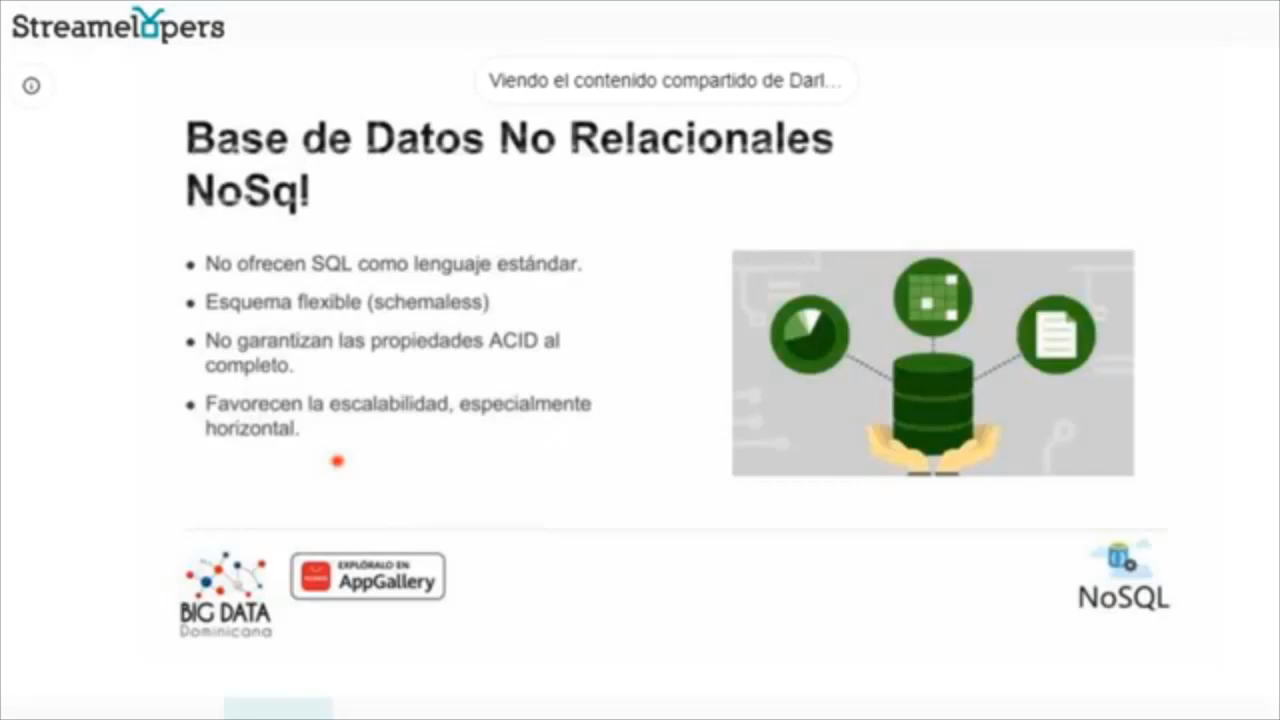 Streamelopers
Viendo el contenido compartido de Darl...
Base de Datos No Relacionales
NoSql
No ofrecen SQL como lenguaje estándar.
Esquema flexible (schemaless)
No garantizan las propiedades ACID al
completo.
Favorecen la escalabilidad, especialmente
horizontal.
BIG DATA
Dominicana
EXPLÓRALO EN
AppGallery
NoSQL